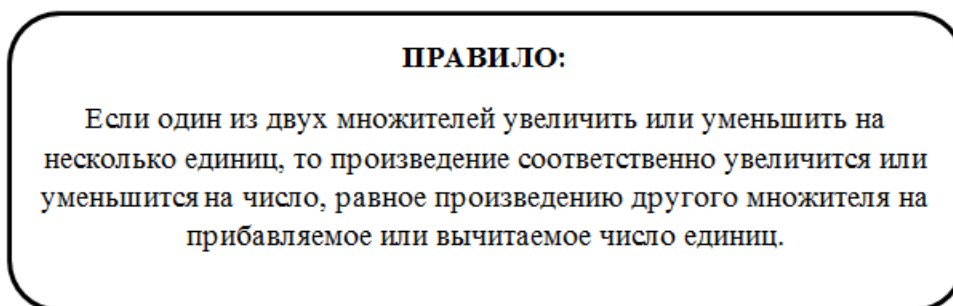 ПРАВИЛО:
Если один из двух множителей увеличить или уменьшить на
несколько единиц, то произведение соответственно увеличится или
уменьшится на число, равное произведению другого множителя на
прибавляемое или вычитаемое число единиц.